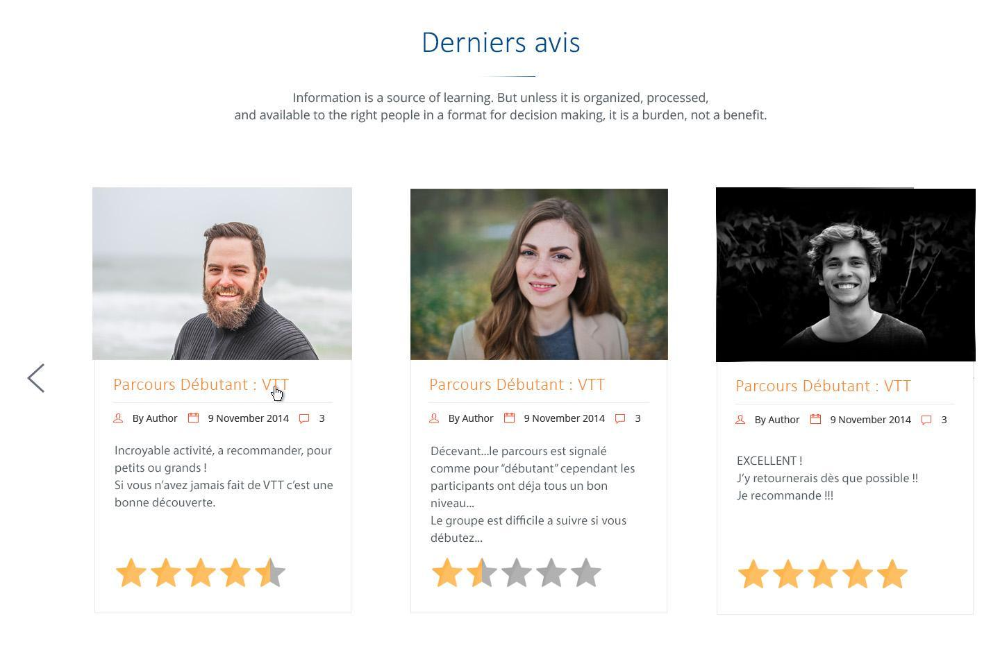 Derniers avis
Information is a source of learning. But unless it is organized, processed,
and available to the right people in a format for decision making, it is a burden, not a benefit.
Parcours Débutant : VTT
By Author 9 November 2014 3
Incroyable activité, a recommander, pour
petits ou grands !
Si vous n’avez jamais fait de VTT c’est une
bonne découverte.
Parcours Débutant : VTT
By Author 9 November 2014 3
Décevant...le parcours est signalé
comme pour “débutant” cependant les
participants ont déja tous un bon
niveau...
Le groupe est difficile a suivre si vous
débutez...
Parcours Débutant : VTT
By Author 9 November 2014 3
EXCELLENT !
J’y retournerais dès que possible !!
Je recommande !!!